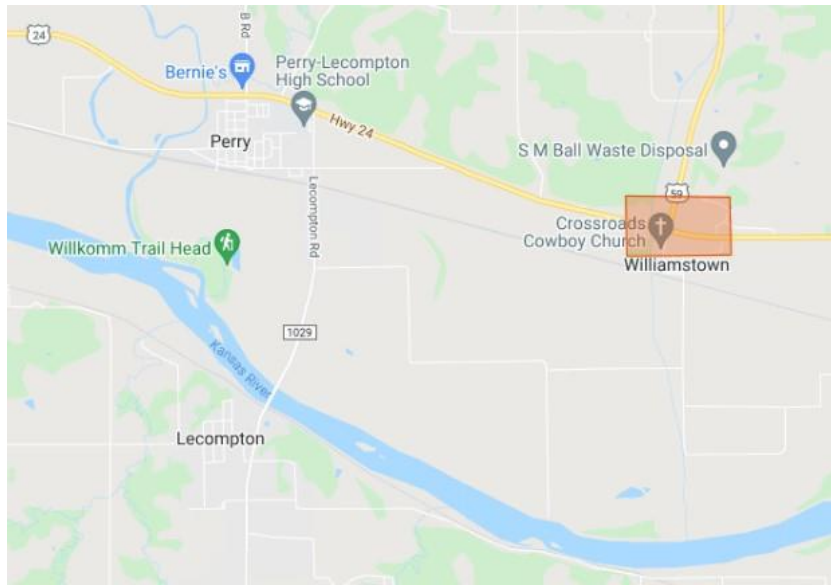 24
B Rd
Bernie's
Perry-Lecompton
High School
Hwy 24
Perry
S M Ball Waste Disposal
59
Lecompton Rd
Crossroads
Cowboy Church
Willkomm Trail Head
Williamstown
1029
Kansas River
Lecompton